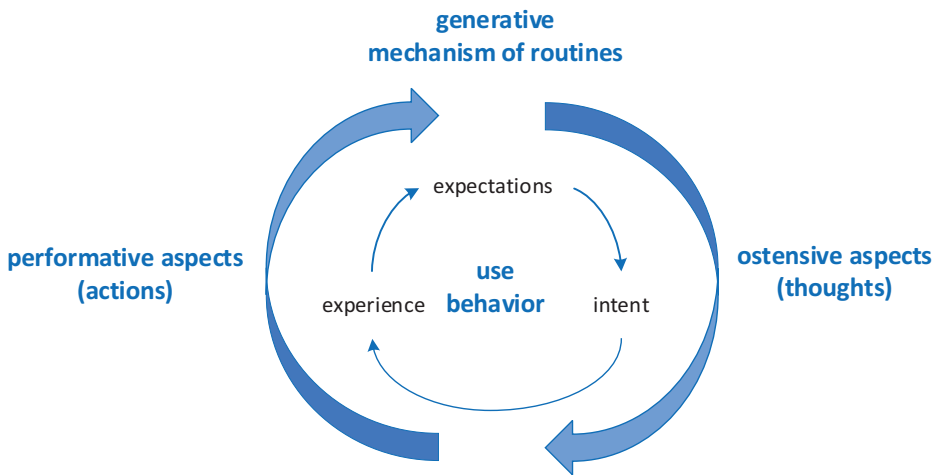 generative
mechanism of routines
expectations
performative aspects
(actions)
ostensive aspects
(thoughts)
use
behavior
experience
intent